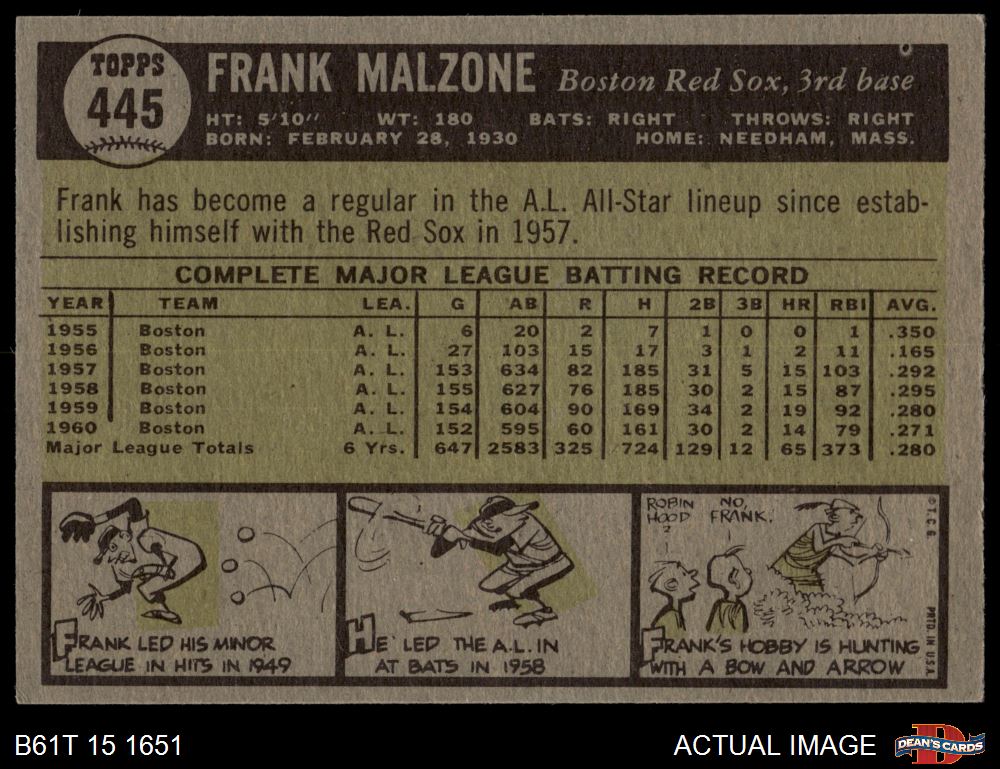 TOPPS
445
FRANK MALZONE Boston Red Sox, 3rd base
HT: 5'10" WT: 180 BATS: RIGHT THROWS: RIGHT
BORN: FEBRUARY 28, 1930 HOME: NEEDHAM, MASS.
Frank has become a regular in the A.L. All-Star lineup since estab-
lishing himself with the Red Sox in 1957.
COMPLETE MAJOR LEAGUE BATTING RECORD
YEAR TEAM LEA. G AB R H 2B 3B HR RBI AVG.
1955 Boston A. L. 6 20 2 7 1 0 0 1 .350
1956 Boston A. L. 27 103 15 17 3 1 2 11 .165
1957 Boston A. L. 153 634 82 185 31 5 15 103 .292
1958 Boston A. L. 155 627 76 185 30 2 15 87 .295
1959 Boston A. L. 154 604 90 169 34 2 19 92 .280
1960 Boston A. L. 152 595 60 161 30 2 14 79 .271
Major League Totals 6 Yrs. 647 2583 325 724 129 12 65 373 .280
FRANK LED HIS MINOR
LEAGUE IN HITS IN 1949
HE LED THE A.L. IN
AT BATS IN 1958
ROBIN
HOOD
?
NO,
FRANK.
FRANK'S HOBBY IS HUNTING
WITH A BOW AND ARROW
© T.C.G.
PRTD. IN U.S.A.
B61T 15 1651
ACTUAL IMAGE
D
DEAN'S CARDS